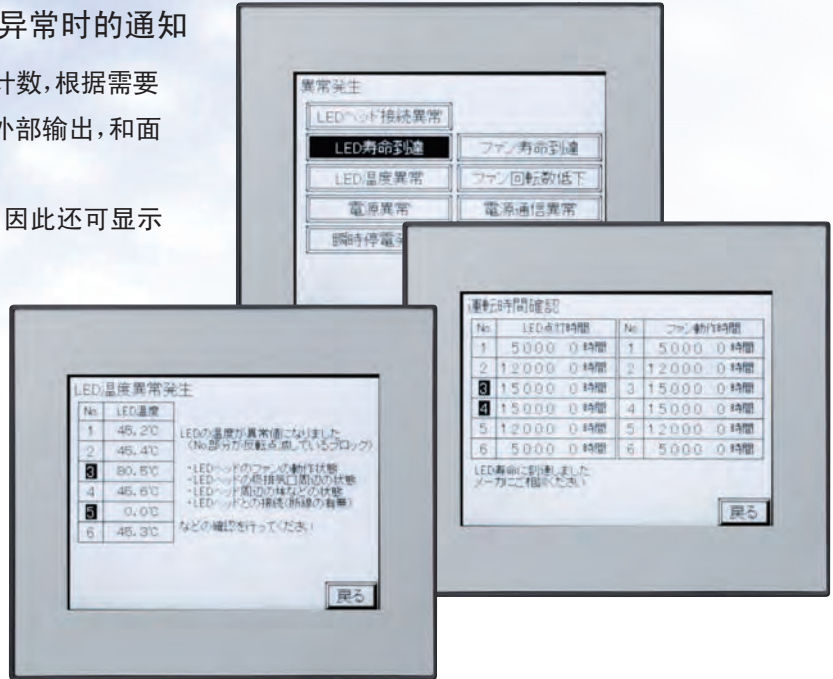 异常时的通知
计数,根据需要
外部输出,和面
因此还可显示
異常発生
LEDヘッド接続異常
LED寿命到達 ファン寿命到達
LED温度異常 ファン回転数低下
電源異常 電源通信異常
瞬時停電
運転時間確認
No. LED点灯時間 No. ファン動作時間
1 5000.0時間 1 5000.0時間
2 12000.0時間 2 12000.0時間
3 15000.0時間 3 15000.0時間
4 15000.0時間 4 15000.0時間
5 12000.0時間 5 12000.0時間
6 5000.0時間 6 5000.0時間
LED寿命に到達しました
メーカにご相談ください
戻る
LED温度異常発生
No. LED温度
1 45.2℃
2 45.4℃
3 80.5℃
4 45.6℃
5 0.0℃
6 45.3℃
LEDの温度が異常値になりました
(No.部分が反転点滅しているブロック)
・LEDヘッドのファンの動作状態
・LEDヘッドの吸排気口周辺の状態
・LEDヘッド周辺の埃などの状態
・LEDヘッドとの接続(断線の有無)
などの確認を行ってください
戻る